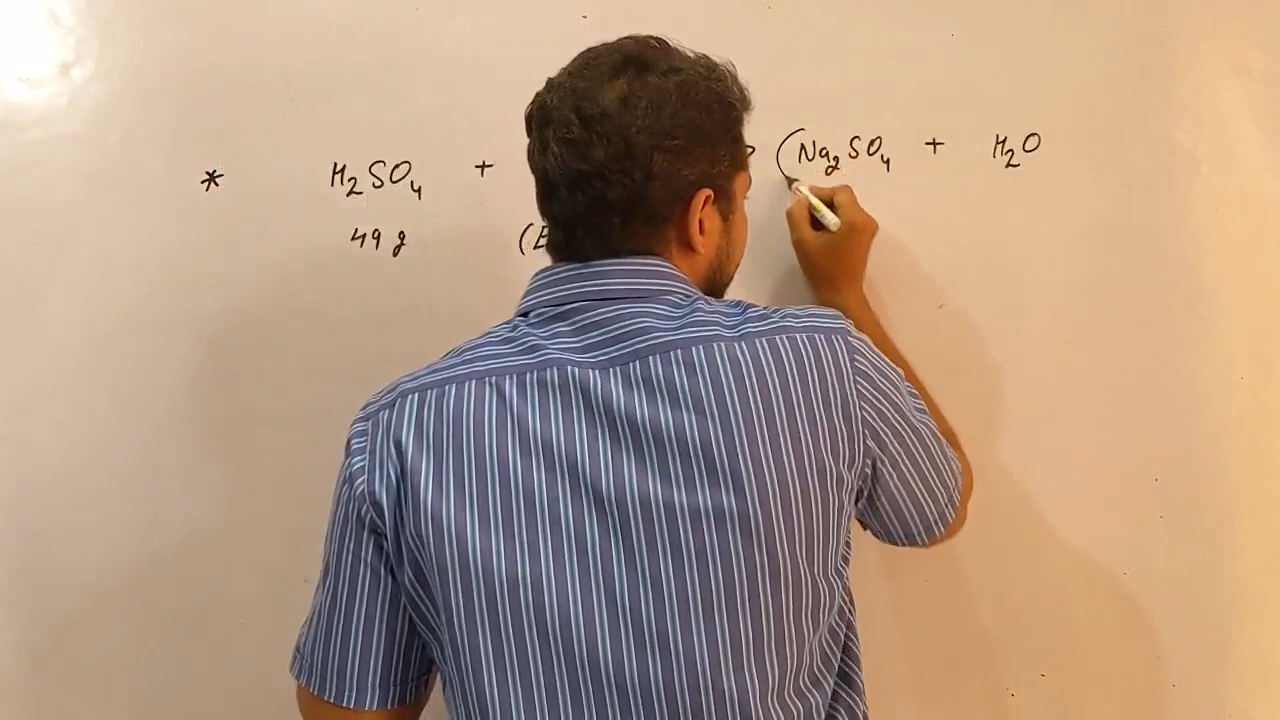 * H₂SO₄ + (Na₂SO₄ + H₂O
49 g (E